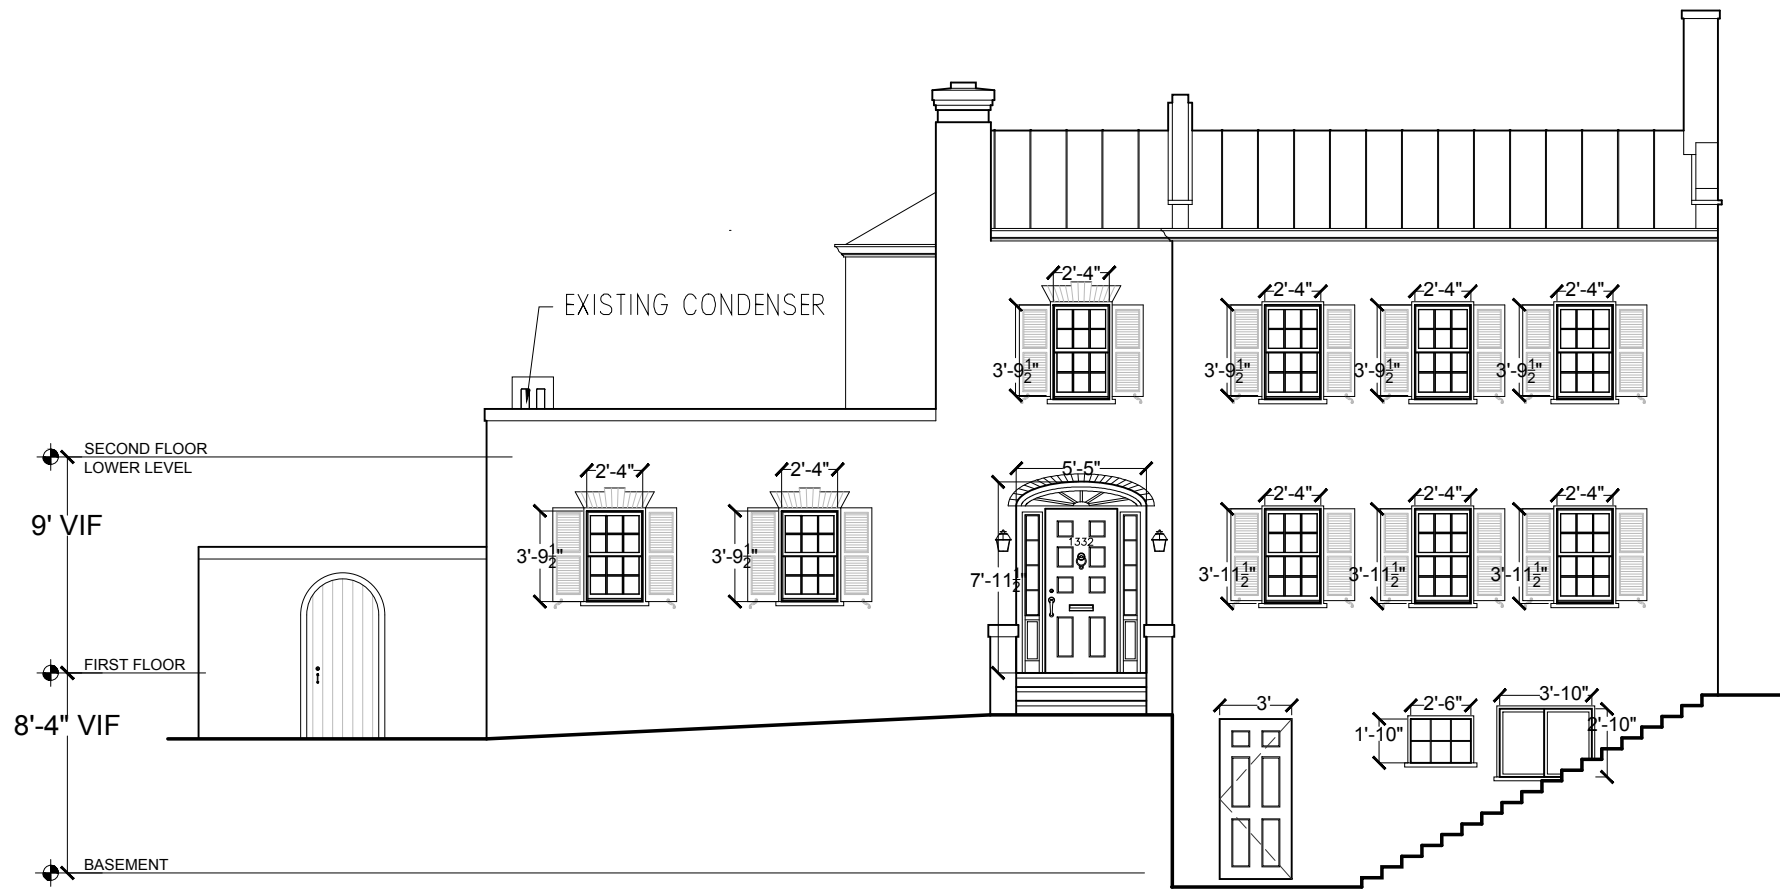 2'-4"
EXISTING CONDENSER
2'-4" 2'-4" 2'-4"
3'-9½" 3'-9½" 3'-9½" 3'-9½"
SECOND FLOOR
LOWER LEVEL
2'-4" 2'-4" 5'-5"
2'-4" 2'-4" 2'-4"
9' VIF
1332
3'-9½" 3'-9½"
7'-11½" 3'-11½" 3'-11½" 3'-11½"
FIRST FLOOR
8'-4" VIF
3' 2'-6" 3'-10"
1'-10" 2'-10"
BASEMENT